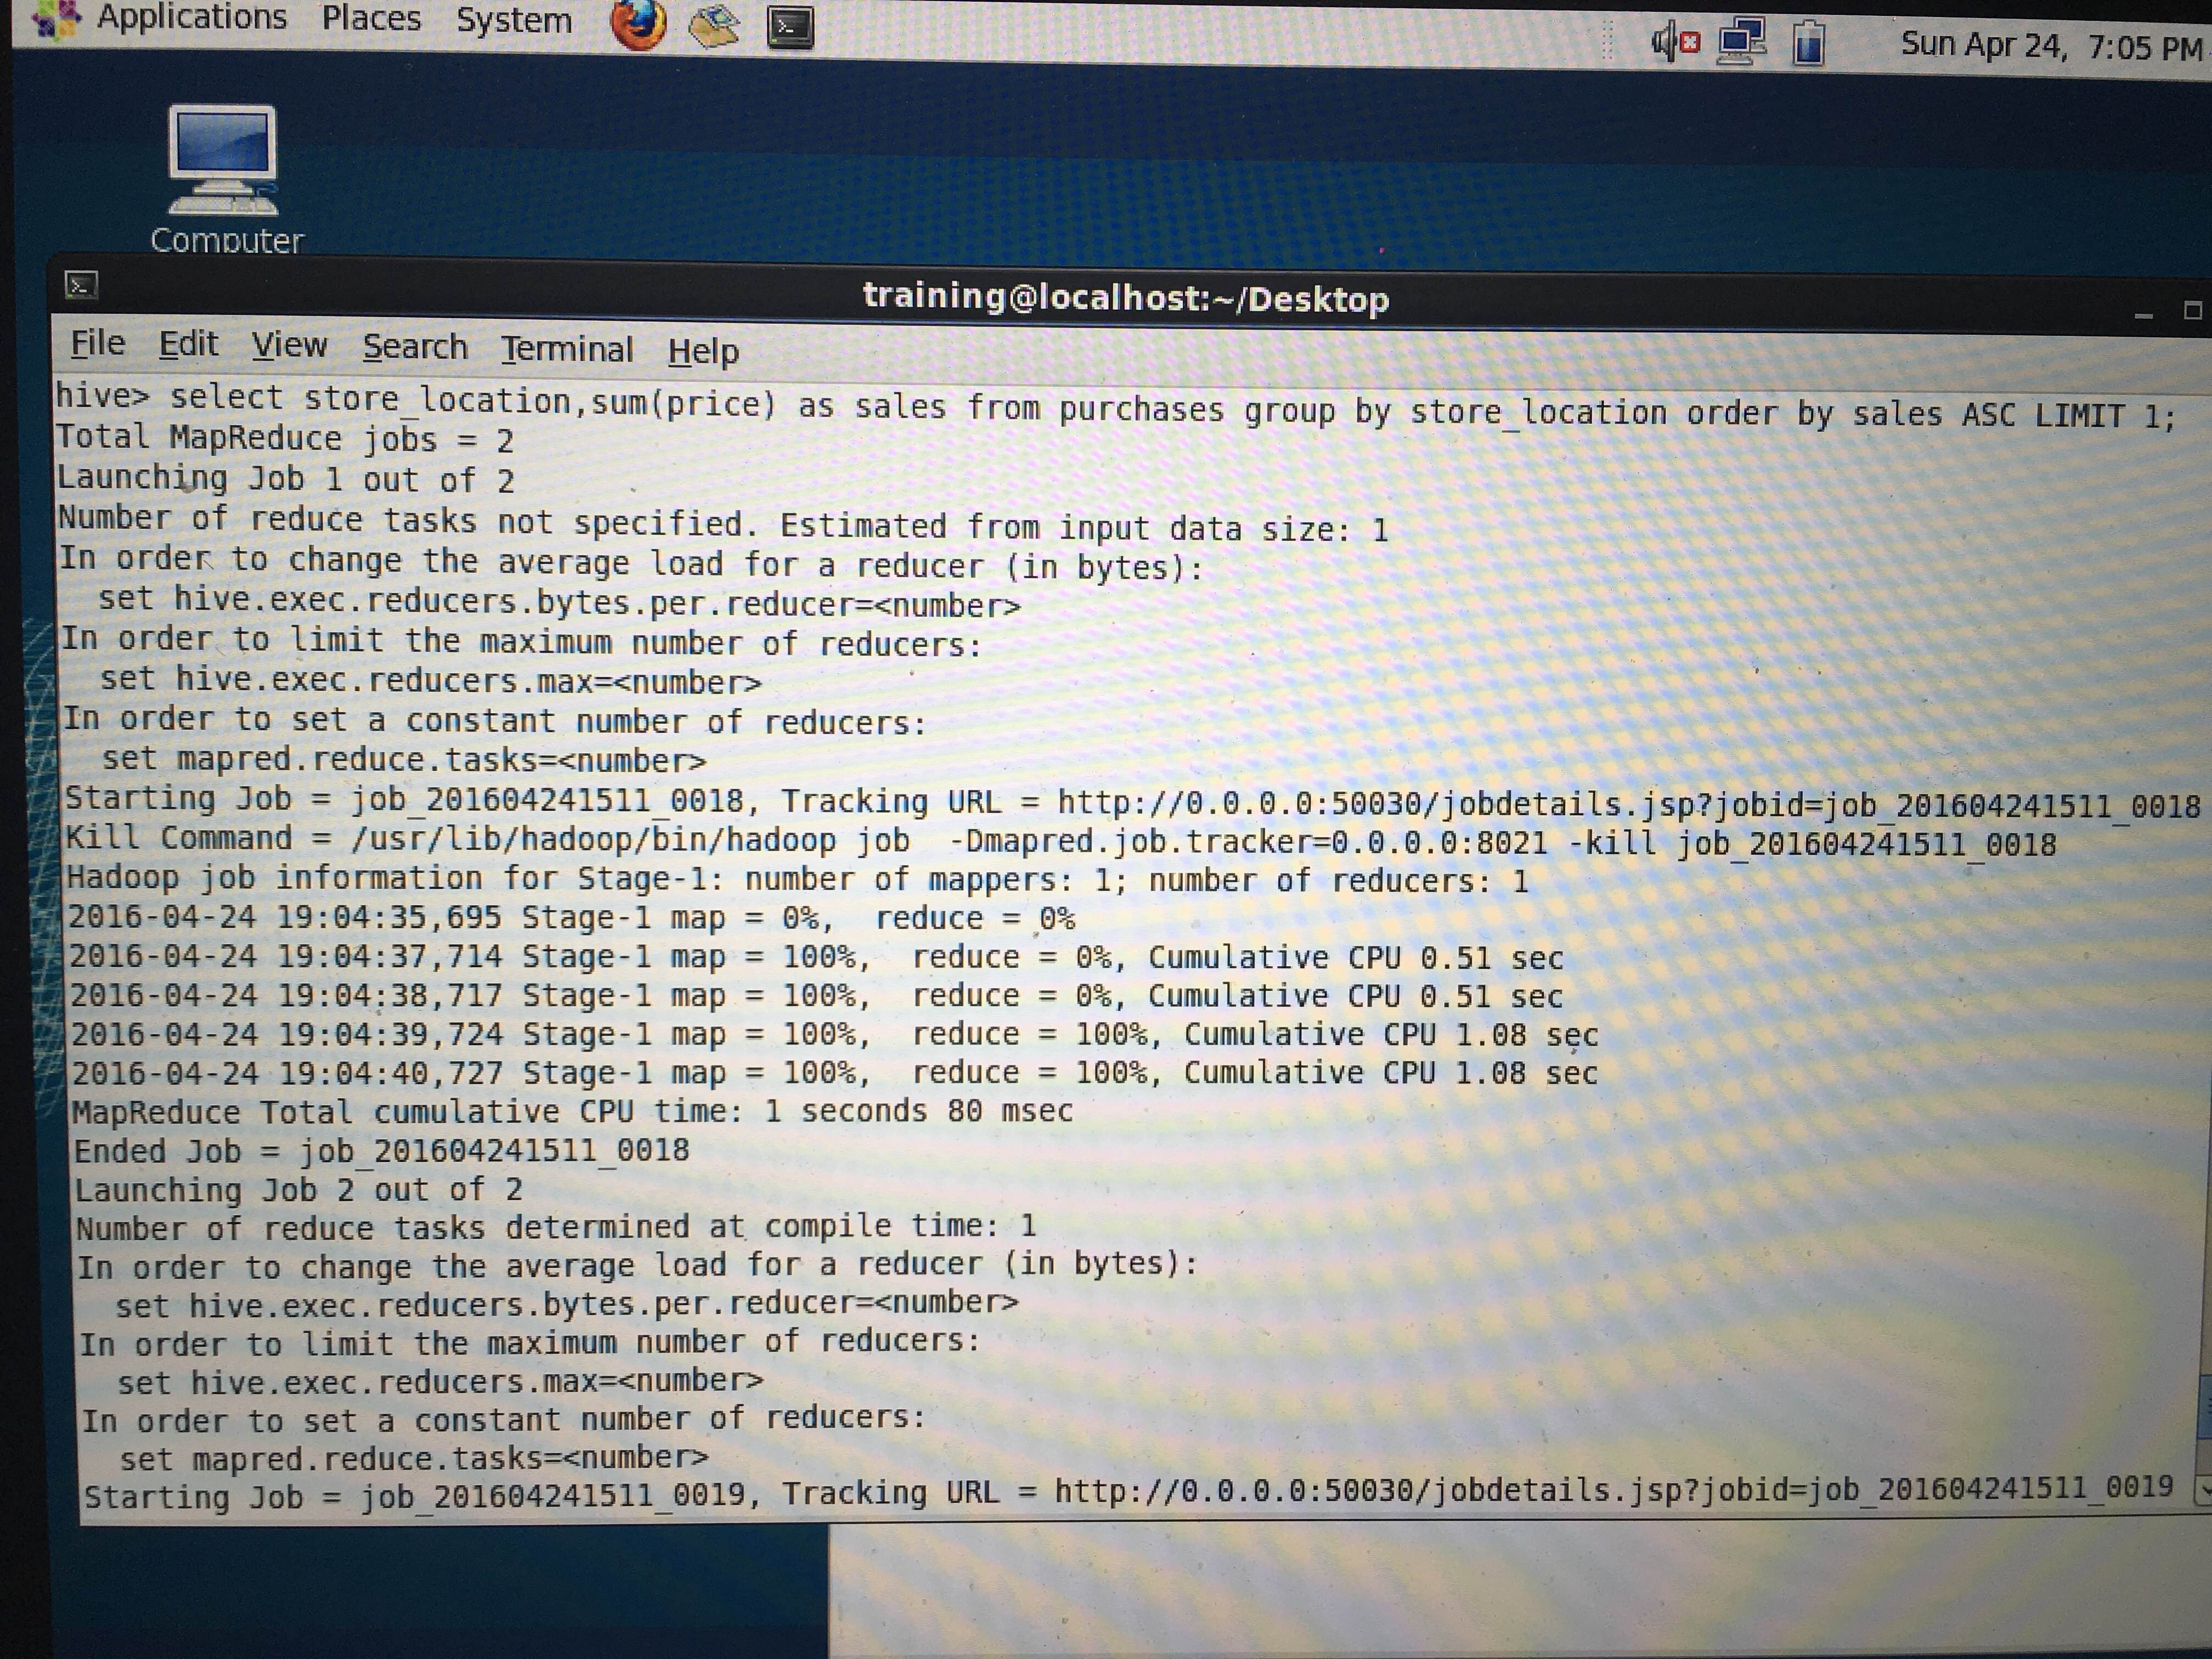 Applications Places System
Sun Apr 24, 7:05 PM
Computer
training@localhost:~/Desktop
File Edit View Search Terminal Help
hive> select store_location,sum(price) as sales from purchases group by store_location order by sales ASC LIMIT 1;
Total MapReduce jobs = 2
Launching Job 1 out of 2
Number of reduce tasks not specified. Estimated from input data size: 1
In order to change the average load for a reducer (in bytes):
  set hive.exec.reducers.bytes.per.reducer=<number>
In order to limit the maximum number of reducers:
  set hive.exec.reducers.max=<number>
In order to set a constant number of reducers:
  set mapred.reduce.tasks=<number>
Starting Job = job_201604241511_0018, Tracking URL = http://0.0.0.0:50030/jobdetails.jsp?jobid=job_201604241511_0018
Kill Command = /usr/lib/hadoop/bin/hadoop job  -Dmapred.job.tracker=0.0.0.0:8021 -kill job_201604241511_0018
Hadoop job information for Stage-1: number of mappers: 1; number of reducers: 1
2016-04-24 19:04:35,695 Stage-1 map = 0%,  reduce = 0%
2016-04-24 19:04:37,714 Stage-1 map = 100%,  reduce = 0%, Cumulative CPU 0.51 sec
2016-04-24 19:04:38,717 Stage-1 map = 100%,  reduce = 0%, Cumulative CPU 0.51 sec
2016-04-24 19:04:39,724 Stage-1 map = 100%,  reduce = 100%, Cumulative CPU 1.08 sec
2016-04-24 19:04:40,727 Stage-1 map = 100%,  reduce = 100%, Cumulative CPU 1.08 sec
MapReduce Total cumulative CPU time: 1 seconds 80 msec
Ended Job = job_201604241511_0018
Launching Job 2 out of 2
Number of reduce tasks determined at compile time: 1
In order to change the average load for a reducer (in bytes):
  set hive.exec.reducers.bytes.per.reducer=<number>
In order to limit the maximum number of reducers:
  set hive.exec.reducers.max=<number>
In order to set a constant number of reducers:
  set mapred.reduce.tasks=<number>
Starting Job = job_201604241511_0019, Tracking URL = http://0.0.0.0:50030/jobdetails.jsp?jobid=job_201604241511_0019